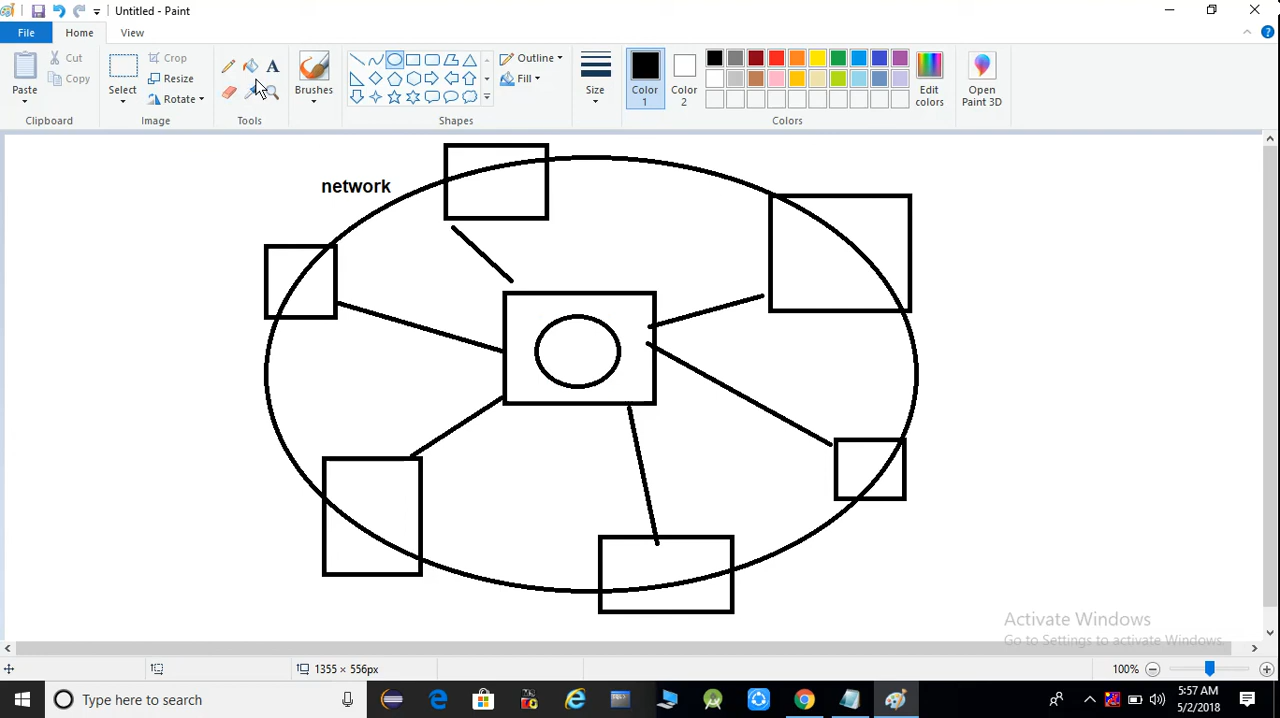 Untitled - Paint
File
Home
View
Paste
Cut
Copy
Clipboard
Select
Crop
Resize
Rotate
Image
A
Tools
Brushes
Shapes
Outline
Fill
Size
Color
1
Color
2
Colors
Edit
colors
Open
Paint 3D
network
Activate Windows
Go to Settings to activate Windows.
1355 × 556px
100%
Type here to search
5:57 AM
5/2/2018